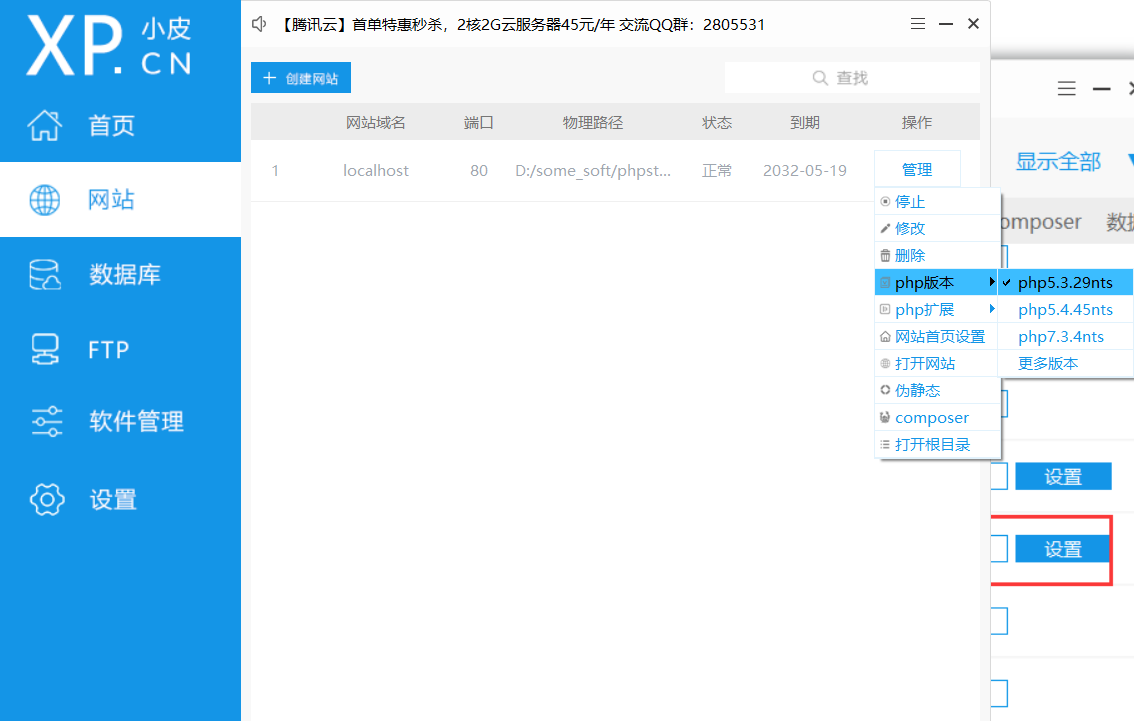 XP.CN 小皮
首页
网站
数据库
FTP
软件管理
设置
【腾讯云】首单特惠秒杀，2核2G云服务器45元/年 交流QQ群：2805531
创建网站
查找
网站域名 端口 物理路径 状态 到期 操作
1 localhost 80 D:/some_soft/phpst... 正常 2032-05-19 管理
停止
修改
删除
php版本
php扩展
网站首页设置
打开网站
伪静态
composer
打开根目录
php5.3.29nts
php5.4.45nts
php7.3.4nts
更多版本
显示全部
omposer 数据
设置
设置